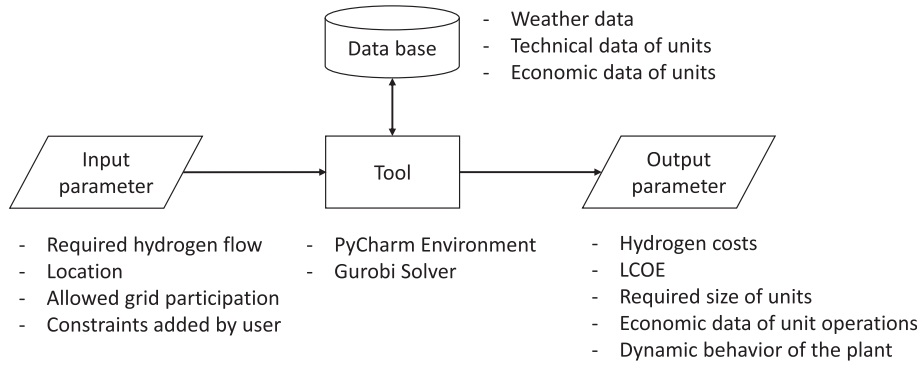 Data base
- Weather data
- Technical data of units
- Economic data of units
Input
parameter
Tool
Output
parameter
- Required hydrogen flow
- Location
- Allowed grid participation
- Constraints added by user
- PyCharm Environment
- Gurobi Solver
- Hydrogen costs
- LCOE
- Required size of units
- Economic data of unit operations
- Dynamic behavior of the plant